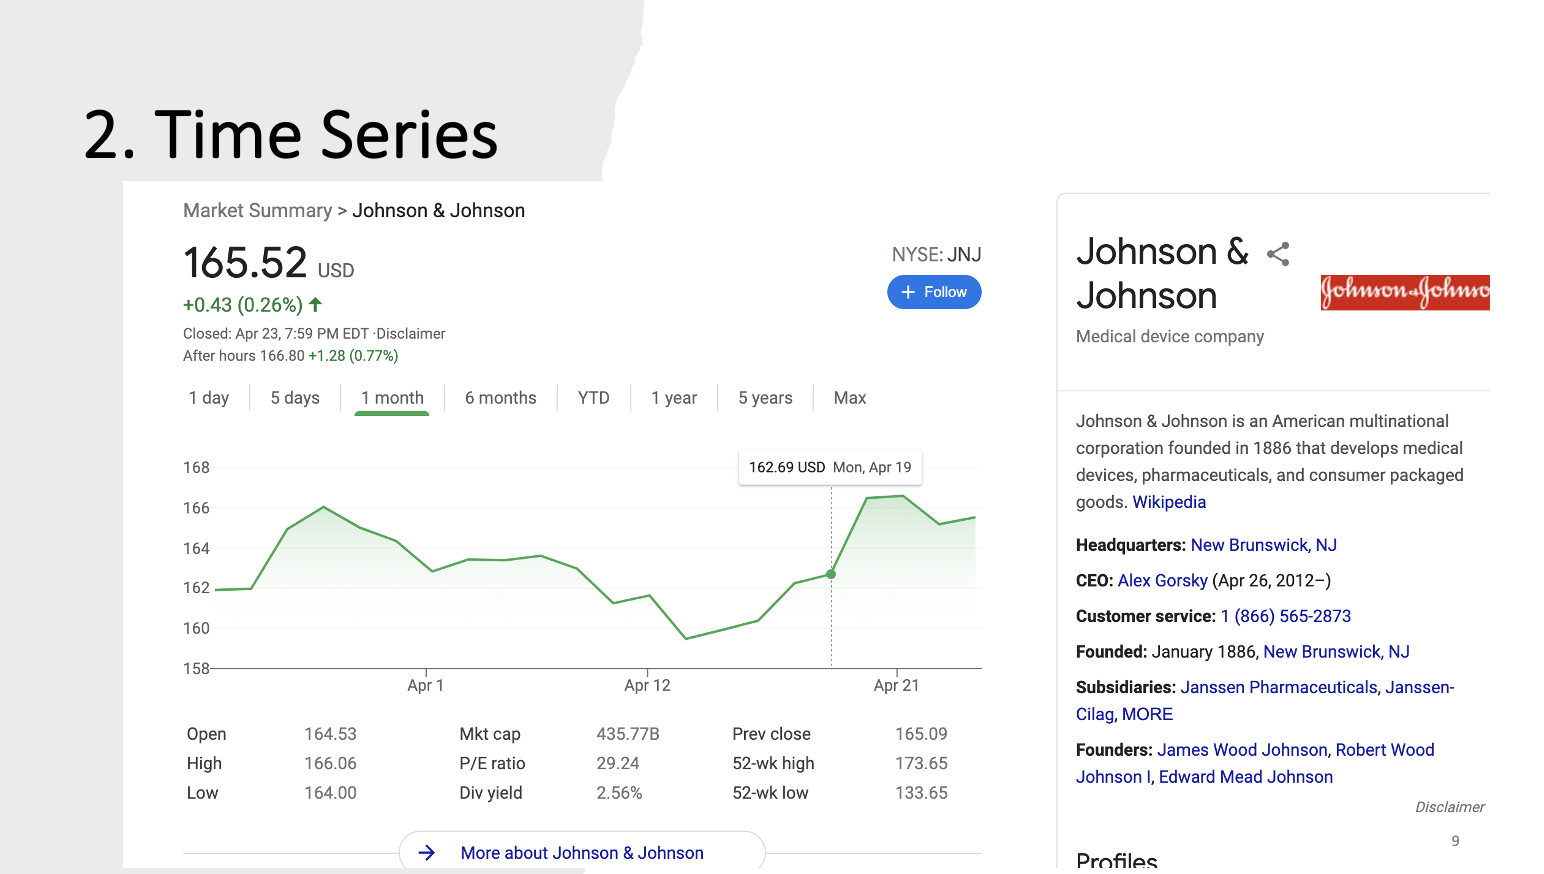 2. Time Series
Market Summary > Johnson & Johnson
165.52 USD
NYSE: JNJ
+ Follow
+0.43 (0.26%) ↑
Closed: Apr 23, 7:59 PM EDT ·Disclaimer
After hours 166.80 +1.28 (0.77%)
1 day 5 days 1 month 6 months YTD 1 year 5 years Max
162.69 USD Mon, Apr 19
168
166
164
162
160
158
Apr 1 Apr 12 Apr 21
Open 164.53 Mkt cap 435.77B Prev close 165.09
High 166.06 P/E ratio 29.24 52-wk high 173.65
Low 164.00 Div yield 2.56% 52-wk low 133.65
→ More about Johnson & Johnson
Johnson &
Johnson
Johnson & Johnso
Medical device company
Johnson & Johnson is an American multinational
corporation founded in 1886 that develops medical
devices, pharmaceuticals, and consumer packaged
goods. Wikipedia
Headquarters: New Brunswick, NJ
CEO: Alex Gorsky (Apr 26, 2012–)
Customer service: 1 (866) 565-2873
Founded: January 1886, New Brunswick, NJ
Subsidiaries: Janssen Pharmaceuticals, Janssen-
Cilag, MORE
Founders: James Wood Johnson, Robert Wood
Johnson I, Edward Mead Johnson
Disclaimer
9
Profiles